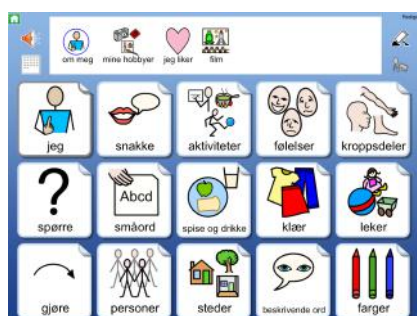 om meg mine hobbyer jeg liker film
jeg snakke aktiviteter følelser kroppsdeler
Abcd
spørre småord spise og drikke klær leker
gjøre personer steder beskrivende ord farger